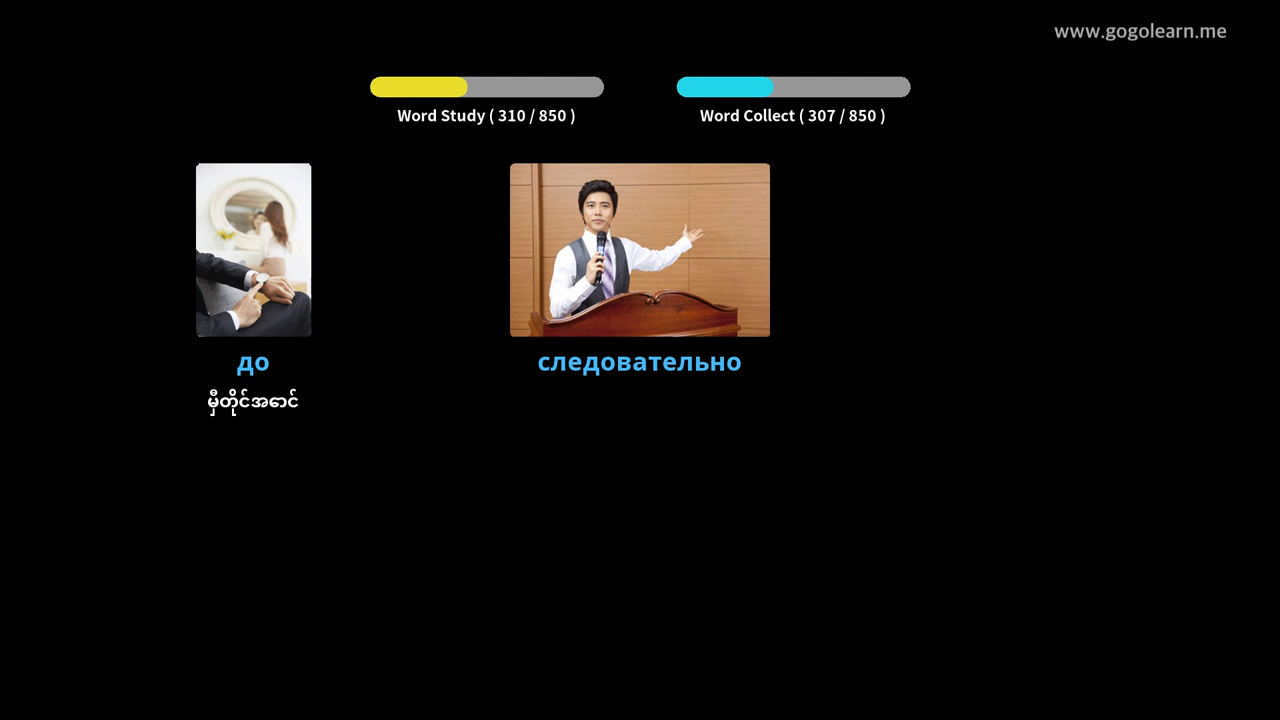 www.gogolearn.me
Word Study ( 310 / 850 )
Word Collect ( 307 / 850 )
до
следовательно
မှီတိုင်အောင်